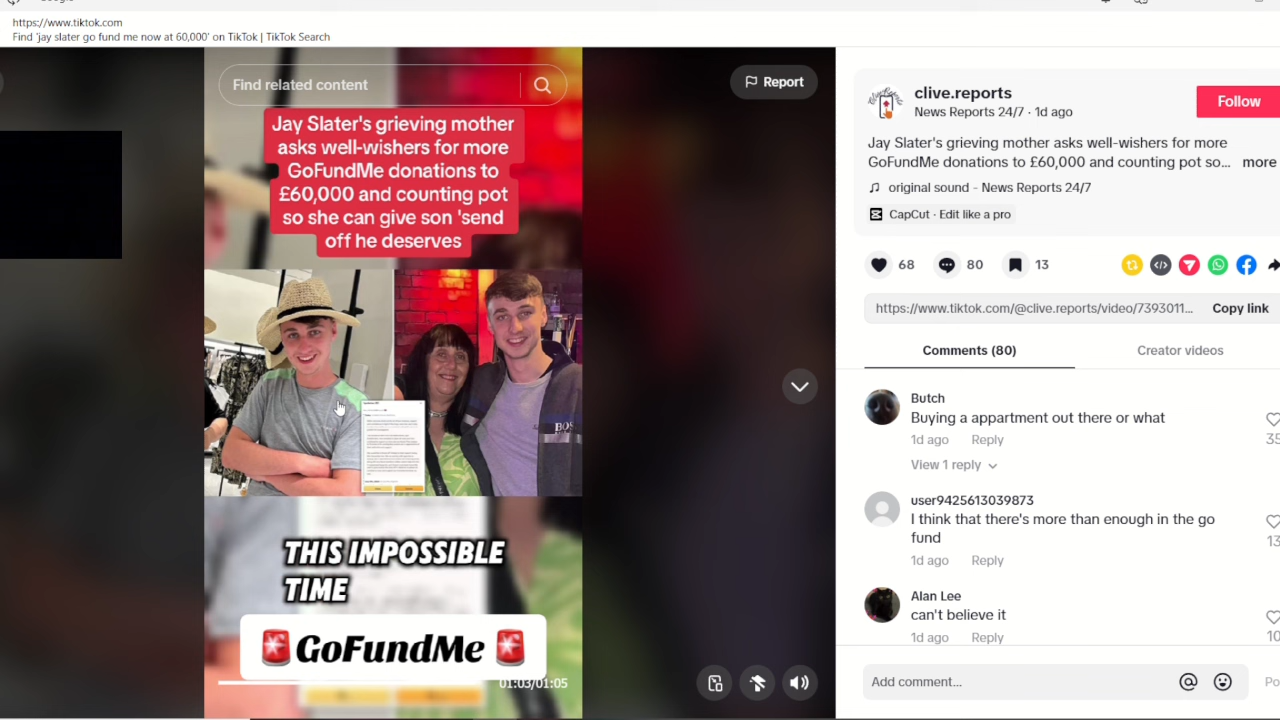 https://www.tiktok.com
Find 'jay slater go fund me now at 60,000' on TikTok | TikTok Search
Find related content
Report
Jay Slater's grieving mother
asks well-wishers for more
GoFundMe donations to
£60,000 and counting pot
so she can give son 'send
off he deserves
BOS
THIS IMPOSSIBLE
TIME
GoFundMe
01:03/01:05
clive.reports
News Reports 24/7 · 1d ago
Follow
Jay Slater's grieving mother asks well-wishers for more
GoFundMe donations to £60,000 and counting pot so... more
original sound - News Reports 24/7
CapCut · Edit like a pro
68
80
13
https://www.tiktok.com/@clive.reports/video/7393011...
Copy link
Comments (80)
Creator videos
Butch
Buying a appartment out there or what
1d ago Reply
View 1 reply
35
user9425613039873
I think that there's more than enough in the go
fund
1d ago Reply
13
Alan Lee
can't believe it
1d ago Reply
10
Add comment...
Po